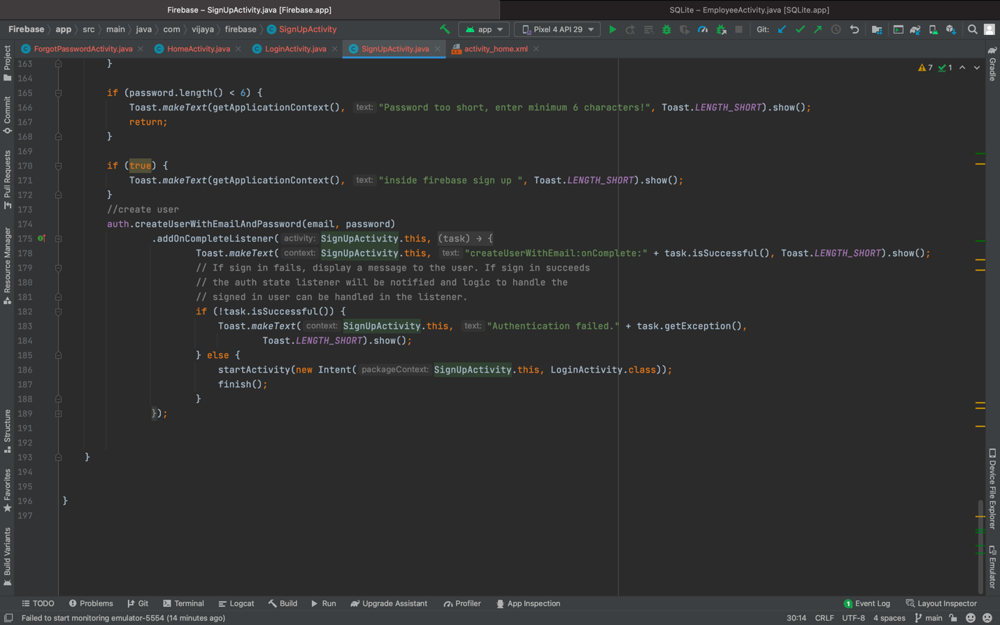 Firebase – SignUpActivity.java [Firebase.app]
SQLite – EmployeeActivity.java [SQLite.app]
Firebase app src main java com vijaya firebase SignUpActivity
app
Pixel 4 API 29
Git:
ForgotPasswordActivity.java
HomeActivity.java
LoginActivity.java
SignUpActivity.java
activity_home.xml
7 1
163 }
164
165 if (password.length() < 6) {
166 Toast.makeText(getApplicationContext(), text: "Password too short, enter minimum 6 characters!", Toast.LENGTH_SHORT).show();
167 return;
168 }
169
170 if (true) {
171 Toast.makeText(getApplicationContext(), text: "inside firebase sign up ", Toast.LENGTH_SHORT).show();
172 }
173 //create user
174 auth.createUserWithEmailAndPassword(email, password)
175 .addOnCompleteListener( activity: SignUpActivity.this, (task) → {
178 Toast.makeText( context: SignUpActivity.this, text: "createUserWithEmail:onComplete:" + task.isSuccessful(), Toast.LENGTH_SHORT).show();
179 // If sign in fails, display a message to the user. If sign in succeeds
180 // the auth state listener will be notified and logic to handle the
181 // signed in user can be handled in the listener.
182 if (!task.isSuccessful()) {
183 Toast.makeText( context: SignUpActivity.this, text: "Authentication failed." + task.getException(),
184 Toast.LENGTH_SHORT).show();
185 } else {
186 startActivity(new Intent( packageContext: SignUpActivity.this, LoginActivity.class));
187 finish();
188 }
189 });
191
192
193 }
194
195
196 }
197
Project
Commit
Pull Requests
Resource Manager
Structure
Favorites
Build Variants
Gradle
Device File Explorer
Emulator
TODO Problems Git Terminal Logcat Build Run Upgrade Assistant Profiler App Inspection 1 Event Log Layout Inspector
Failed to start monitoring emulator-5554 (14 minutes ago) 30:14 CRLF UTF-8 4 spaces main